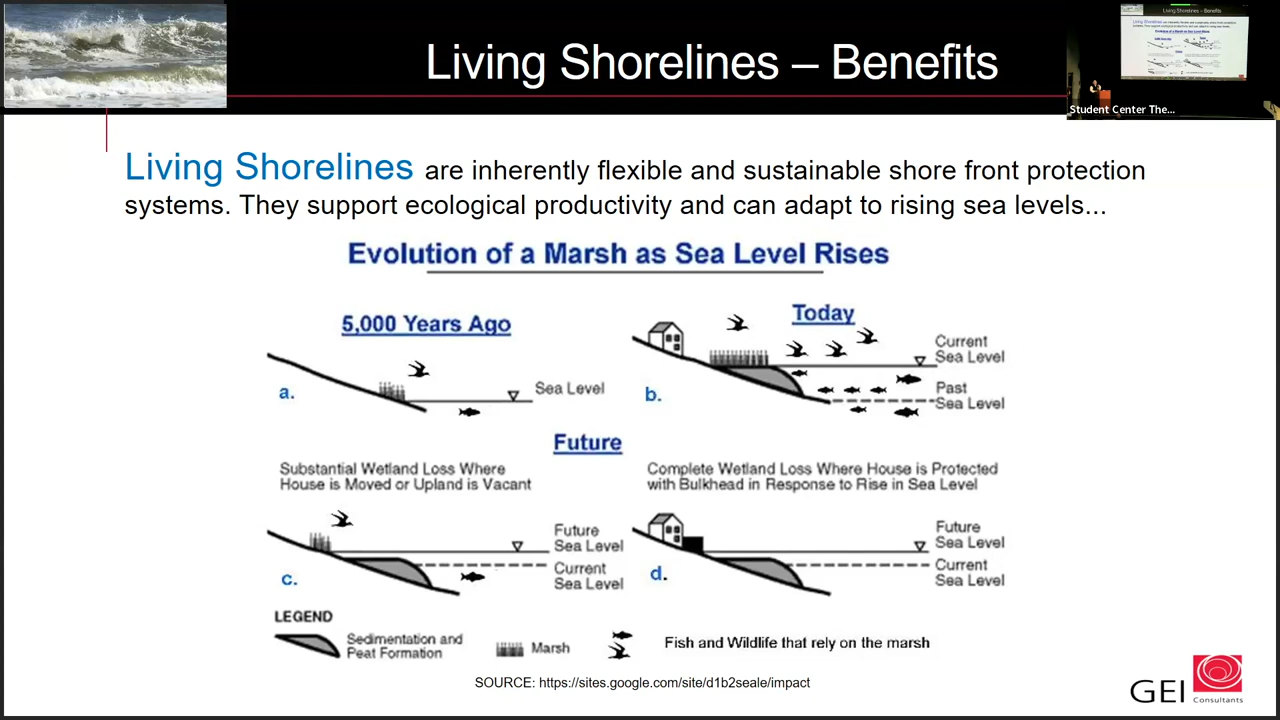 Living Shorelines – Benefits
Student Center The...
Living Shorelines are inherently flexible and sustainable shore front protection
systems. They support ecological productivity and can adapt to rising sea levels...
Evolution of a Marsh as Sea Level Rises
5,000 Years Ago
a.
Sea Level
Today
b.
Current
Sea Level
Past
Sea Level
Future
Substantial Wetland Loss Where
House is Moved or Upland is Vacant
c.
Future
Sea Level
Current
Sea Level
Complete Wetland Loss Where House is Protected
with Bulkhead in Response to Rise in Sea Level
d.
Future
Sea Level
Current
Sea Level
LEGEND
Sedimentation and
Peat Formation
Marsh
Fish and Wildlife that rely on the marsh
SOURCE: https://sites.google.com/site/d1b2seale/impact
GEI
Consultants